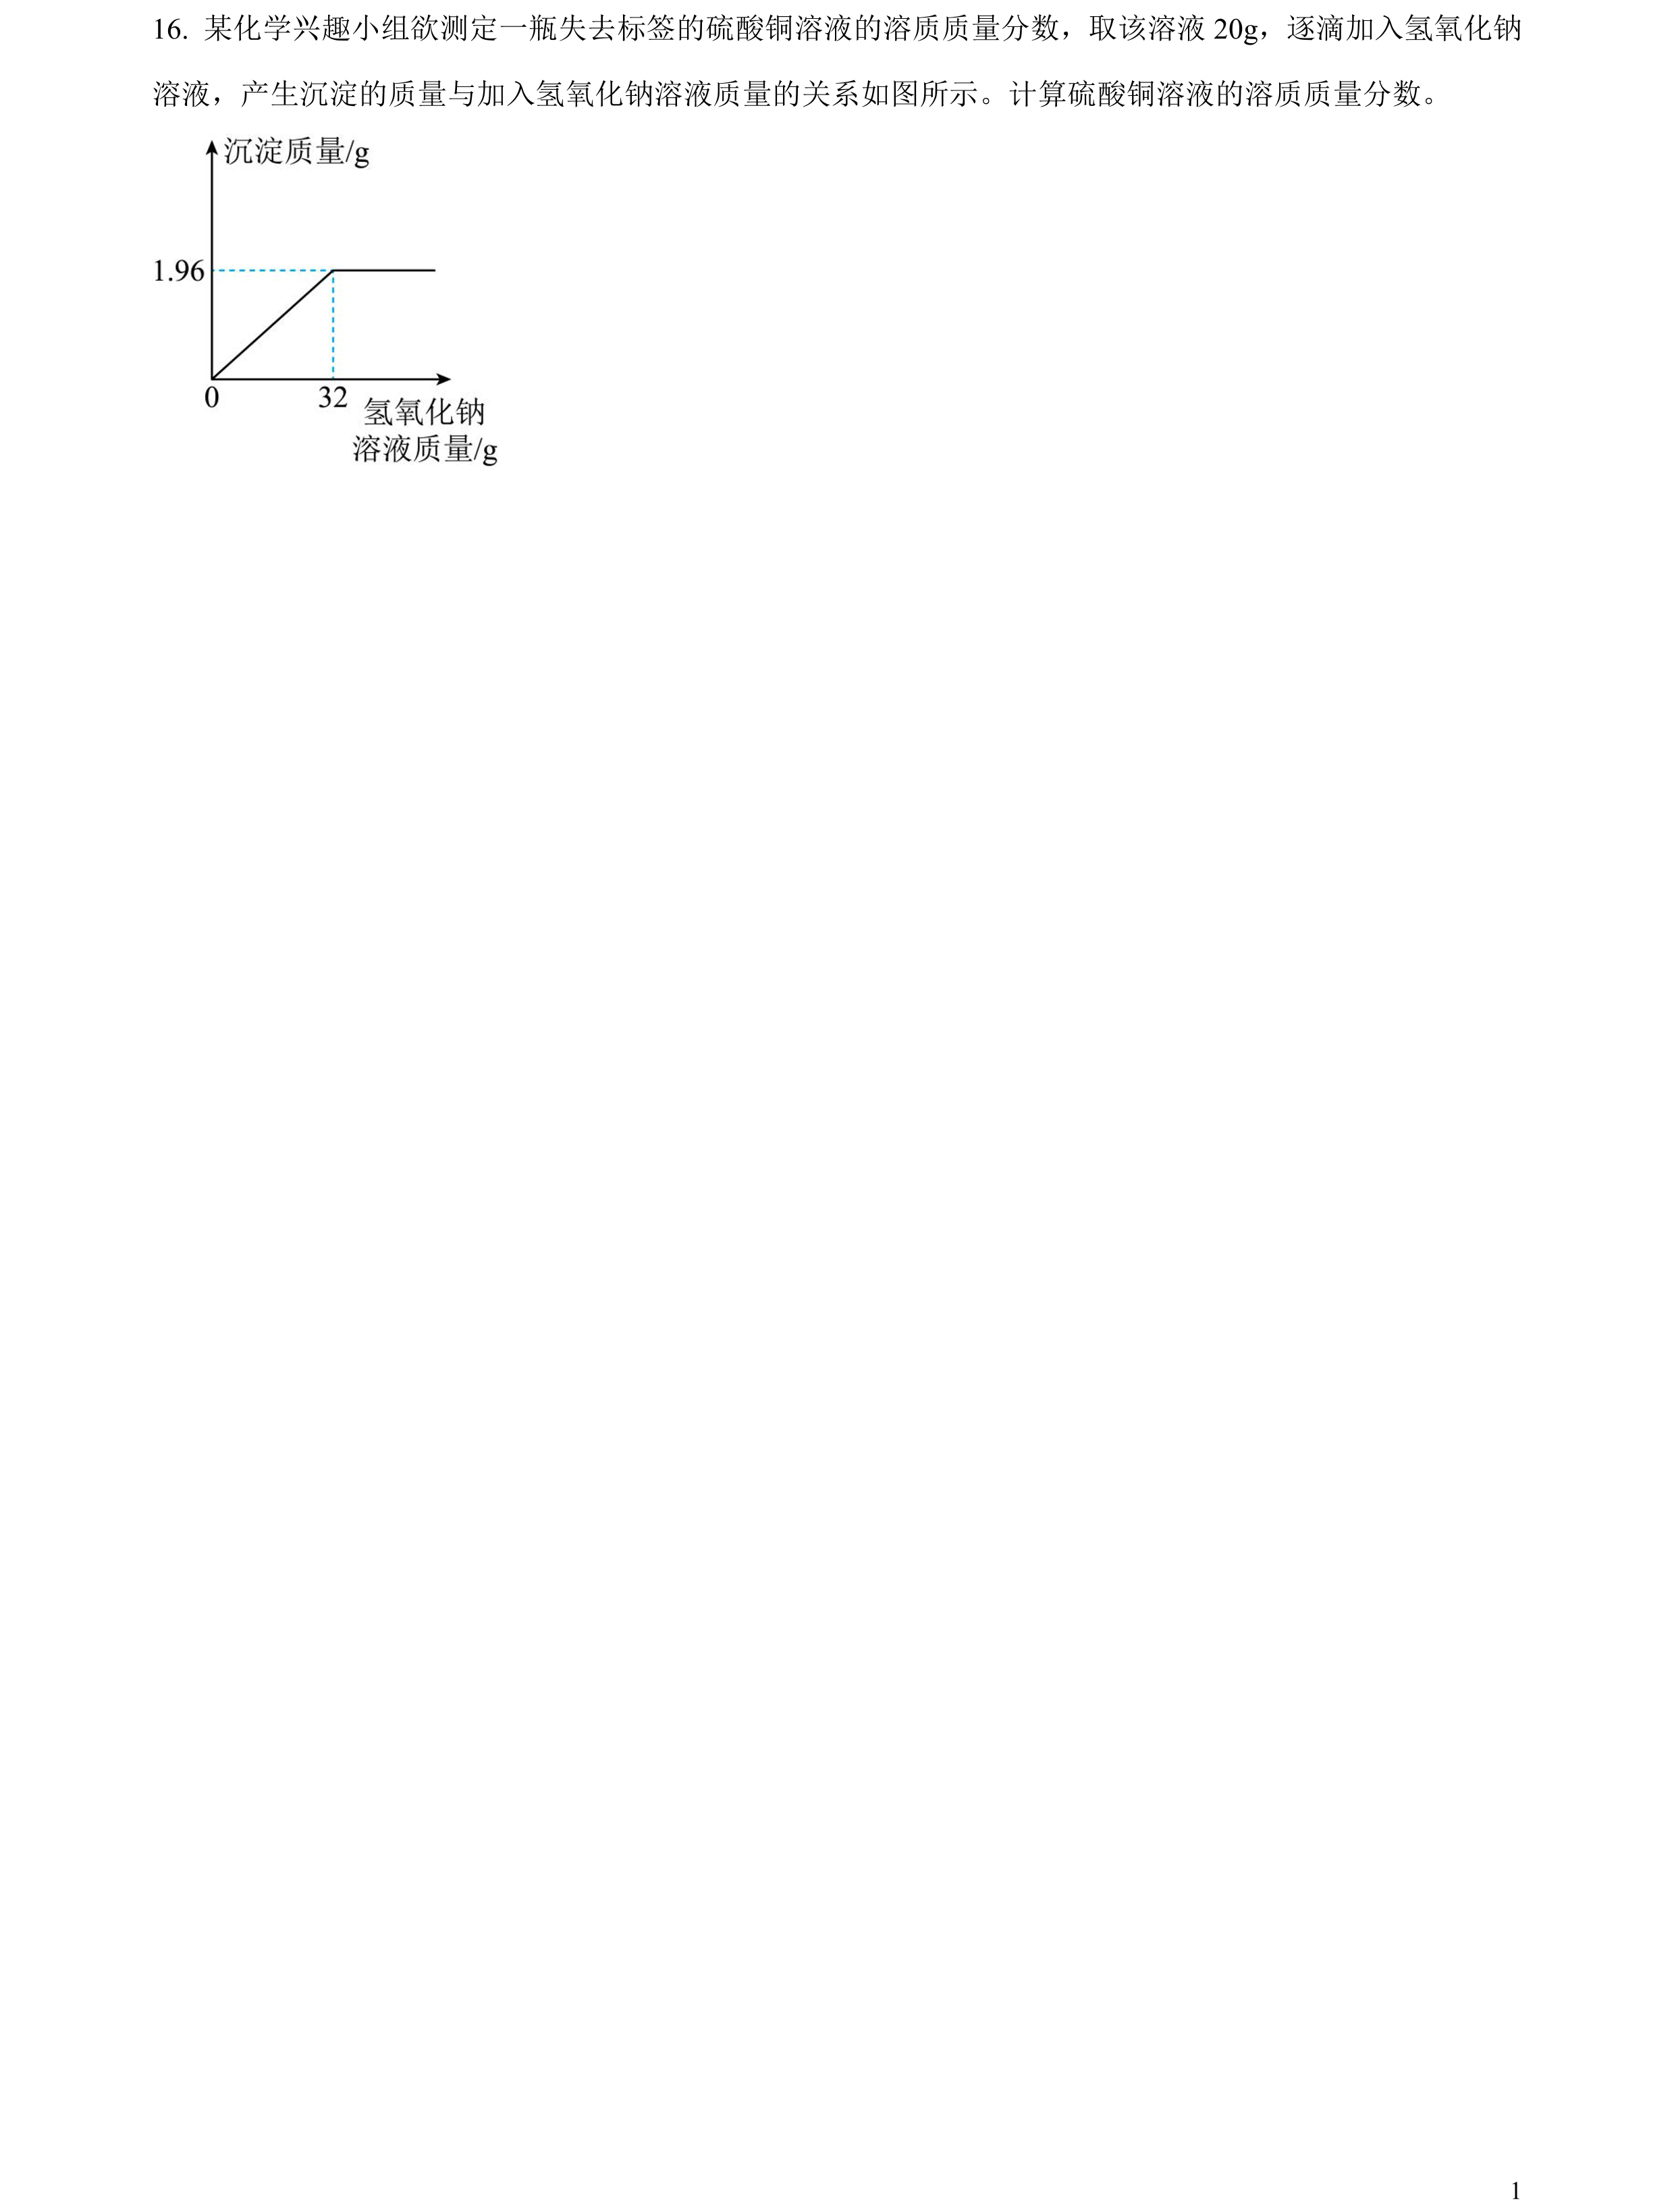 16. 某化学兴趣小组欲测定一瓶失去标签的硫酸铜溶液的溶质质量分数，取该溶液 20g，逐滴加入氢氧化钠
溶液，产生沉淀的质量与加入氢氧化钠溶液质量的关系如图所示。计算硫酸铜溶液的溶质质量分数。
沉淀质量/g
1.96
0
32
氢氧化钠
溶液质量/g
1